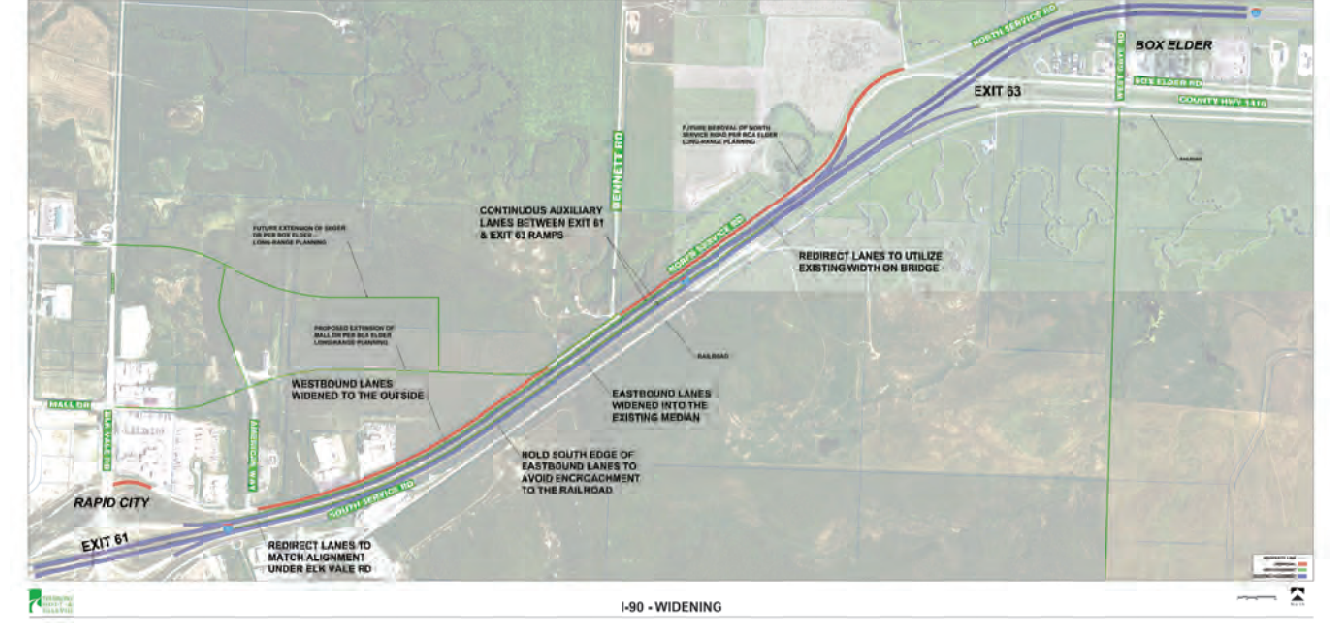 NORTH SERVICE RD
BOX ELDER
WEST GATE RD
EXIT 63
BOX ELDER RD
COUNTY HWY 1416
FUTURE REMOVAL OF NORTH
SERVICE ROAD PER BOX ELDER
LONG-RANGE PLANNING
RAILROAD
BENNETT RD
CONTINUOUS AUXILIARY
LANES BETWEEN EXIT 61
& EXIT 63 RAMPS
NORTH SERVICE RD
REDIRECT LANES TO UTILIZE
EXISTING WIDTH ON BRIDGE
FUTURE EXTENSION OF
DR PER BOX ELDER
LONG-RANGE PLANNING
PROPOSED EXTENSION OF
MALL DR PER BOX ELDER
LONG-RANGE PLANNING
RAILROAD
WESTBOUND LANES
WIDENED TO THE OUTSIDE
EASTBOUND LANES
WIDENED INTO THE
EXISTING MEDIAN
MALL DR
ELK VALE RD
AMERICAN WAY
HOLD SOUTH EDGE OF
EASTBOUND LANES TO
AVOID ENCROACHMENT
TO THE RAILROAD
RAPID CITY
SOUTH SERVICE RD
EXIT 61
REDIRECT LANES TO
MATCH ALIGNMENT
UNDER ELK VALE RD
I-90 - WIDENING